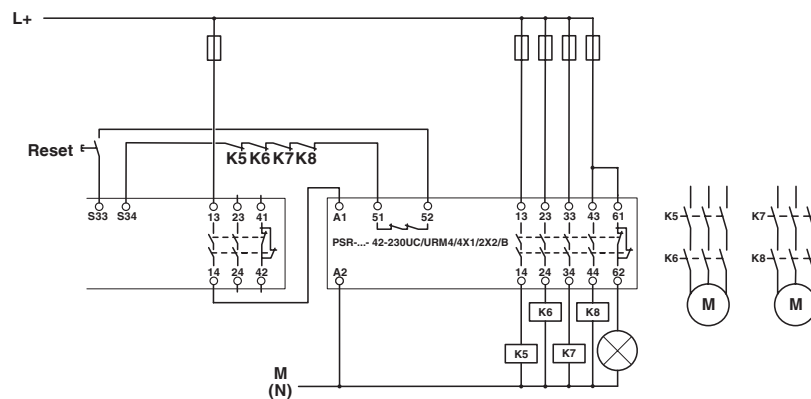 L+
Reset
K5 K6 K7 K8
S33 S34 13 23 41 A1 51 52 13 23 33 43 61
K5 K7
PSR-...- 42-230UC/URM4/4X1/2X2/B
K6 K8
14 24 42 A2 14 24 34 44 62
K6 K8
M M
K5 K7
M
(N)